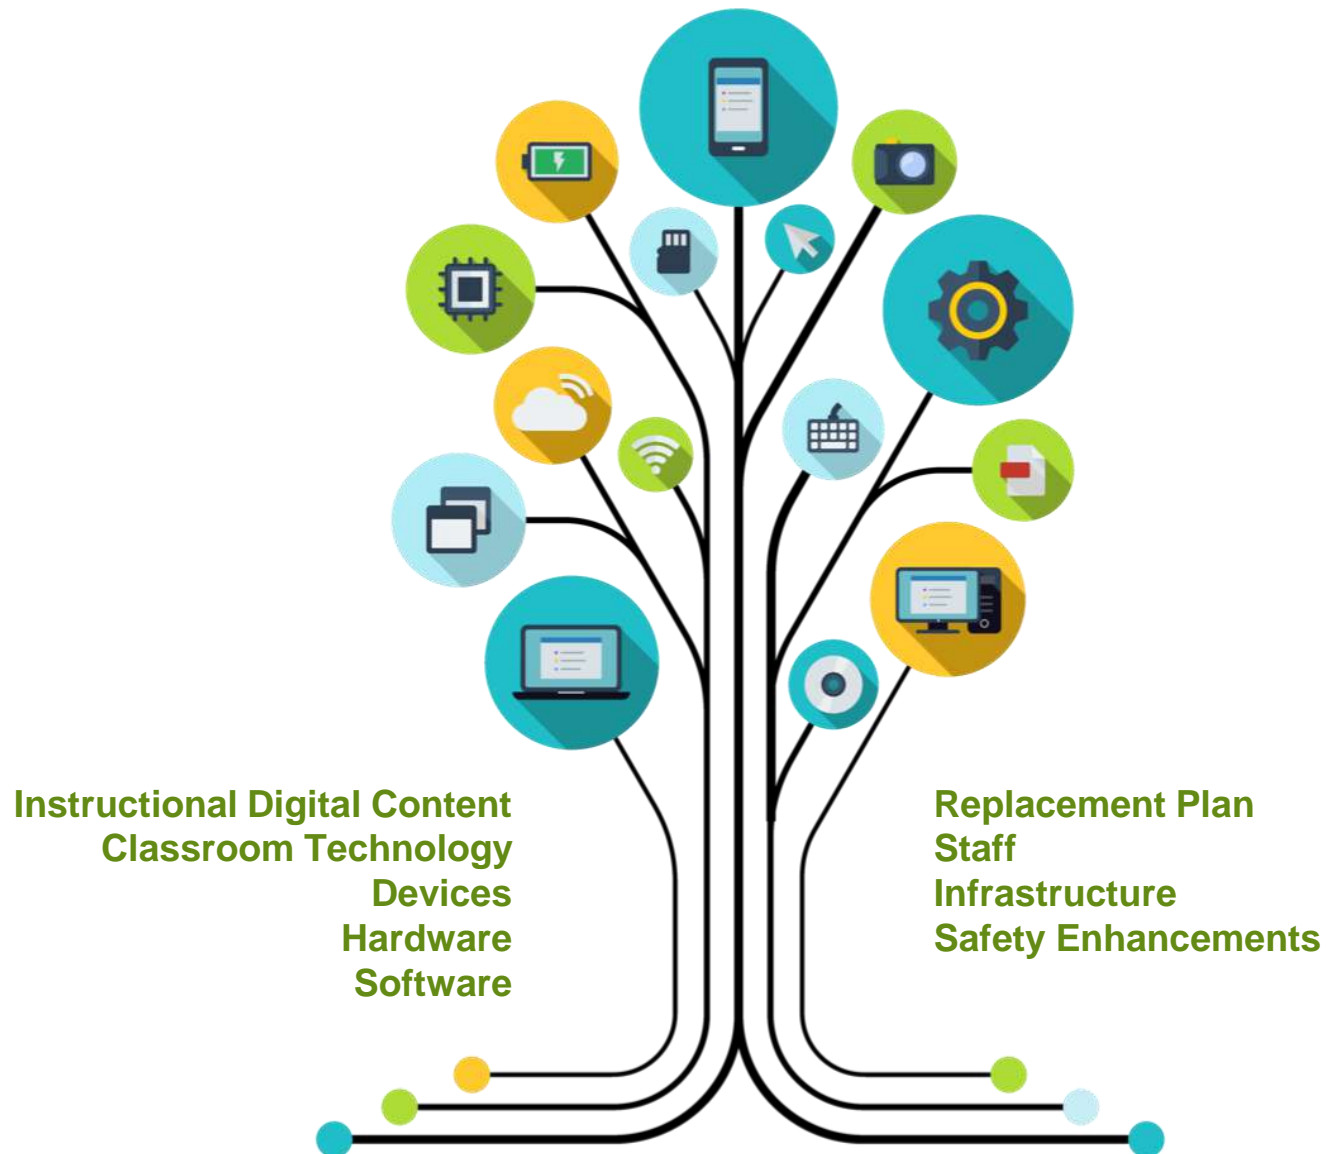 Instructional Digital Content
Classroom Technology
Devices
Hardware
Software
Replacement Plan
Staff
Infrastructure
Safety Enhancements